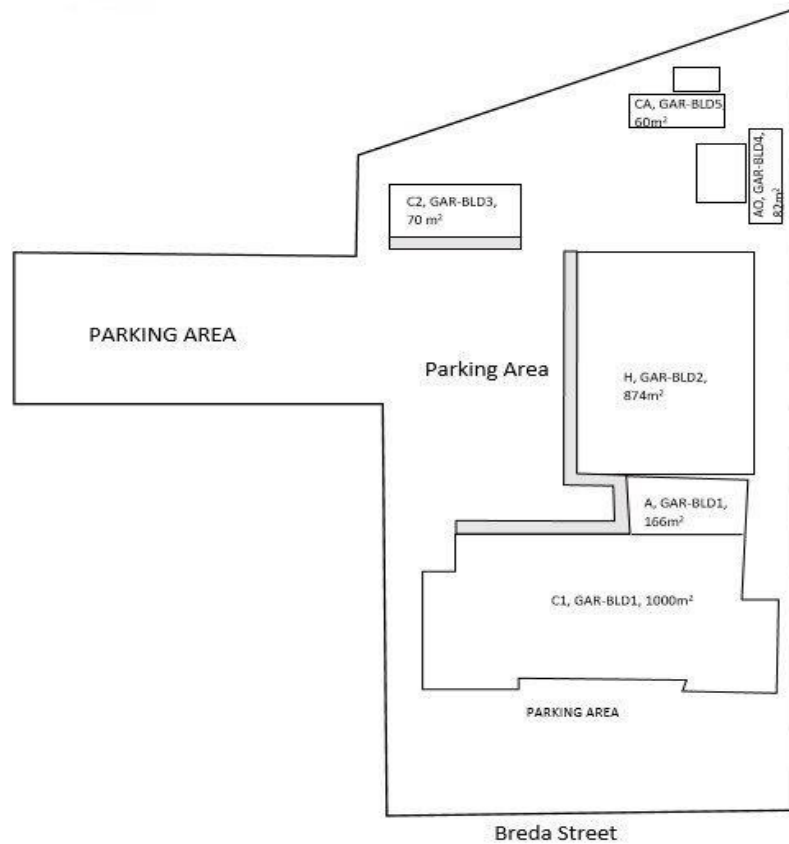 CA, GAR-BLD5,
60m²
AO, GAR-BLD4,
82m²
C2, GAR-BLD3,
70 m²
PARKING AREA
Parking Area
H, GAR-BLD2,
874m²
A, GAR-BLD1,
166m²
C1, GAR-BLD1, 1000m²
PARKING AREA
Breda Street